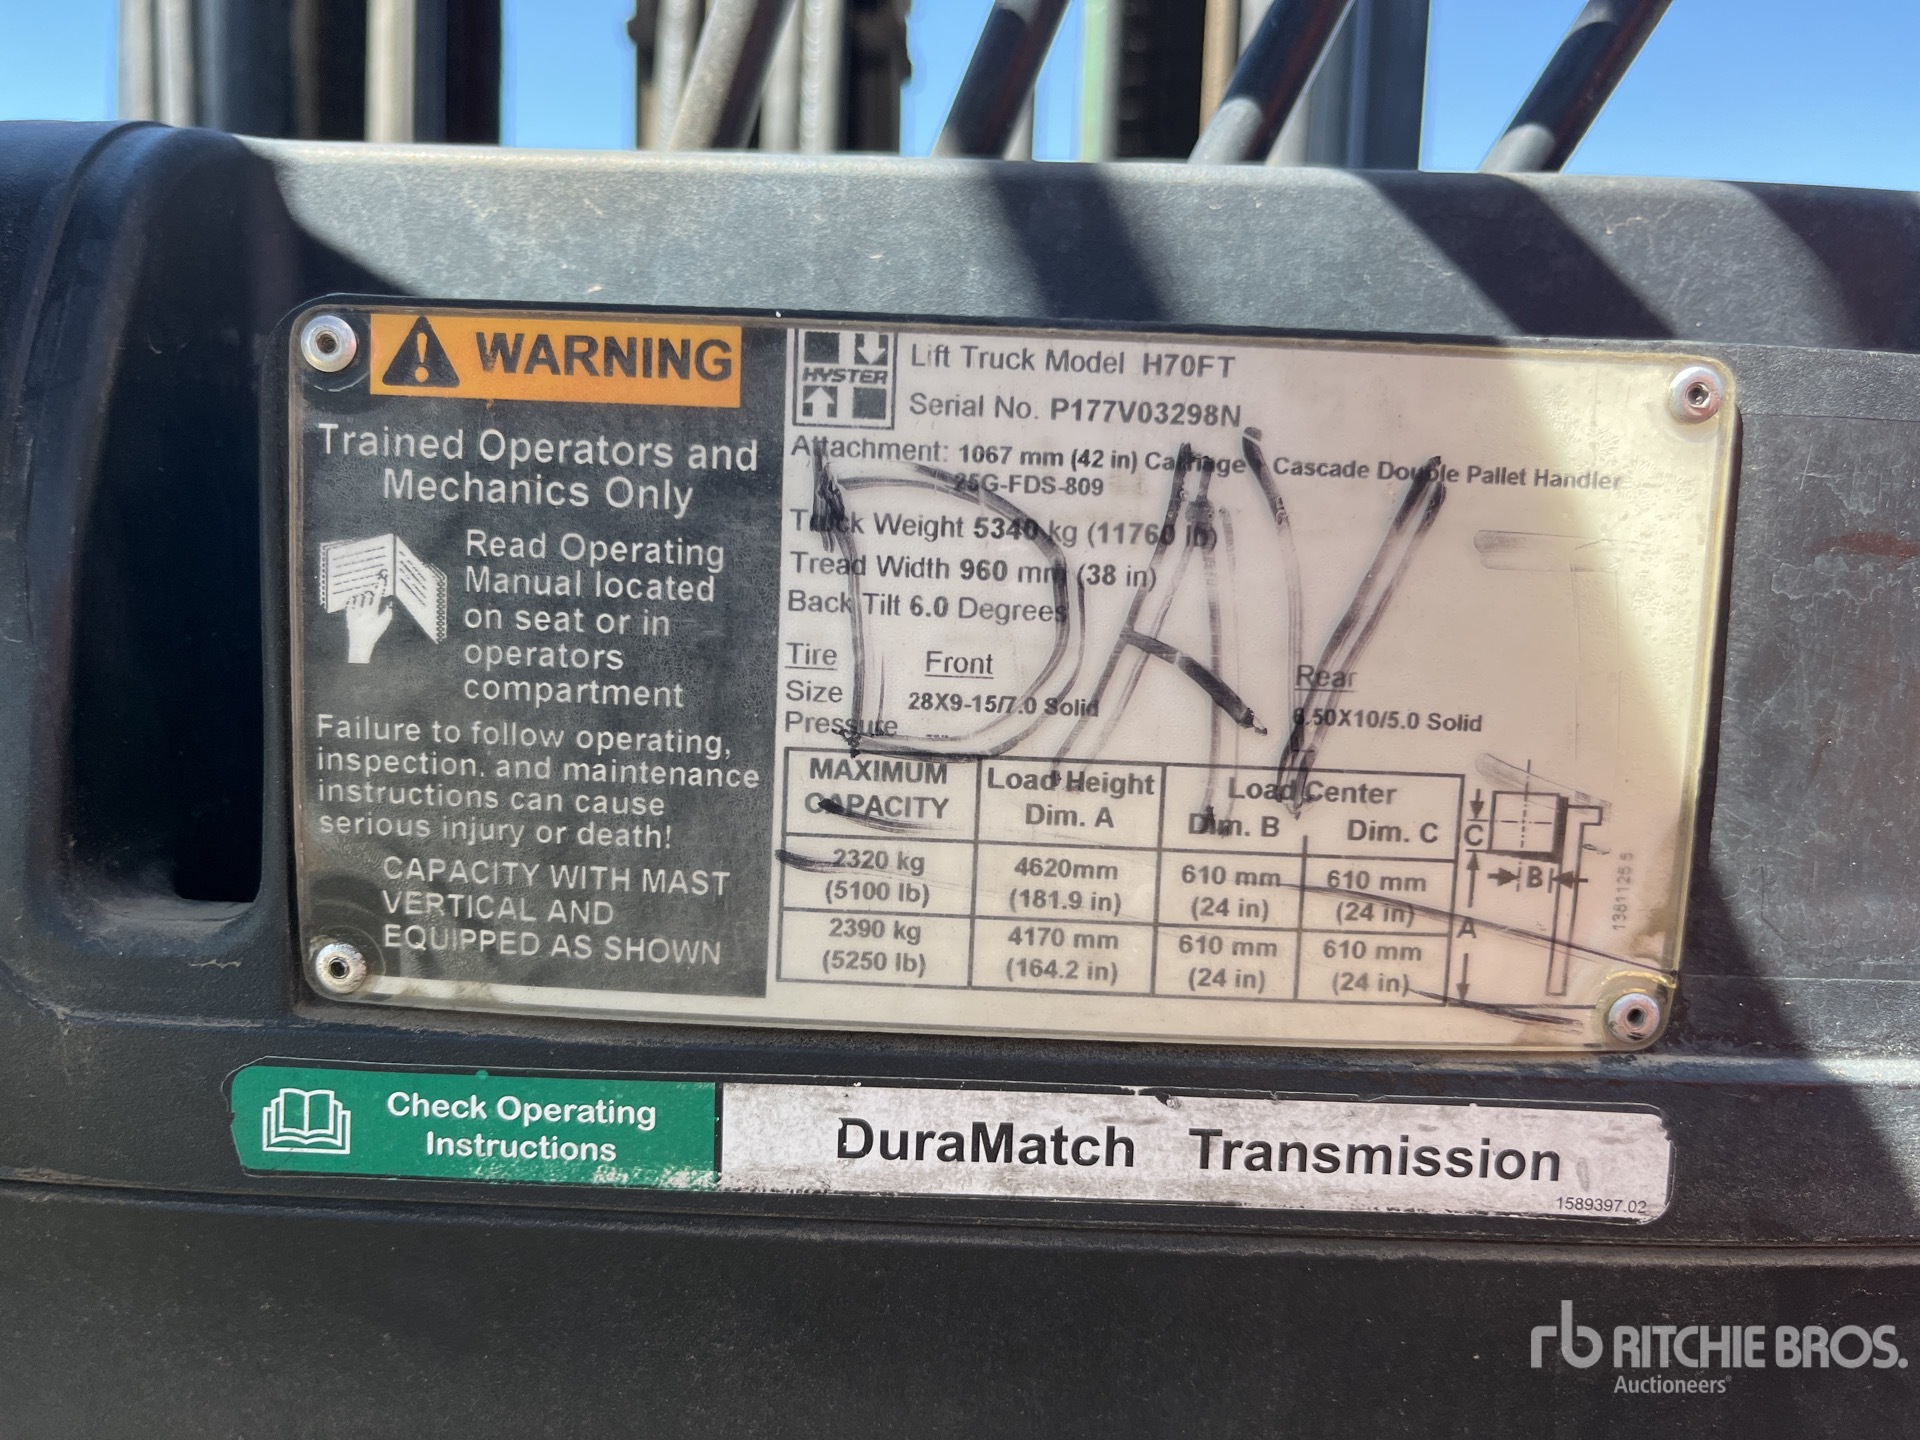 WARNING
Trained Operators and
Mechanics Only
Read Operating
Manual located
on seat or in
operators
compartment
Failure to follow operating,
inspection. and maintenance
instructions can cause
serious injury or death!
CAPACITY WITH MAST
VERTICAL AND
EQUIPPED AS SHOWN
HYSTER
Lift Truck Model H70FT
Serial No. P177V03298N
Attachment: 1067 mm (42 in) Carriage Cascade Double Pallet Handler
25G-FDS-809
Truck Weight 5340 kg (11760 lb)
Tread Width 960 mm (38 in)
Back Tilt 6.0 Degrees
Tire Front Rear
Size 28X9-15/7.0 Solid 6.50X10/5.0 Solid
Pressure
DAY
MAXIMUM CAPACITY Load Height Dim. A Load Center Dim. B Dim. C
2320 kg 4620mm 610 mm 610 mm
(5100 lb) (181.9 in) (24 in) (24 in)
2390 kg 4170 mm 610 mm 610 mm
(5250 lb) (164.2 in) (24 in) (24 in)
C
B
A
Check Operating
Instructions
DuraMatch Transmission
1589397.02
rb RITCHIE BROS.
Auctioneers